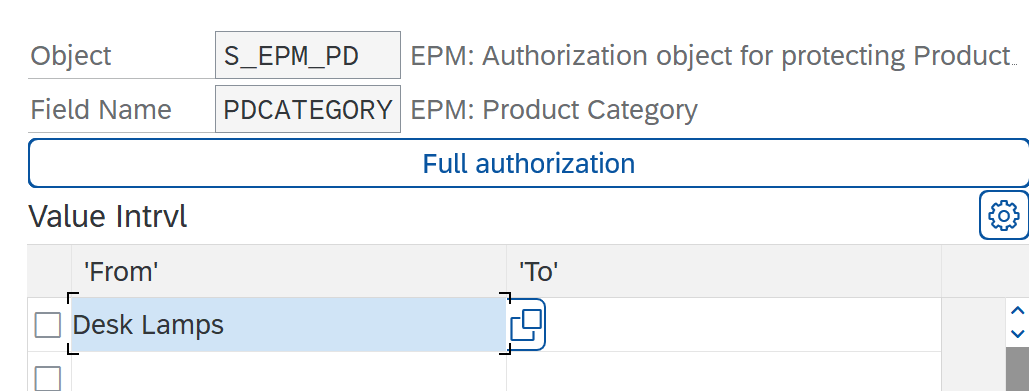 Object S_EPM_PD EPM: Authorization object for protecting Product…
Field Name PDCATEGORY EPM: Product Category
Full authorization
Value Intrvl
'From' 'To'
Desk Lamps